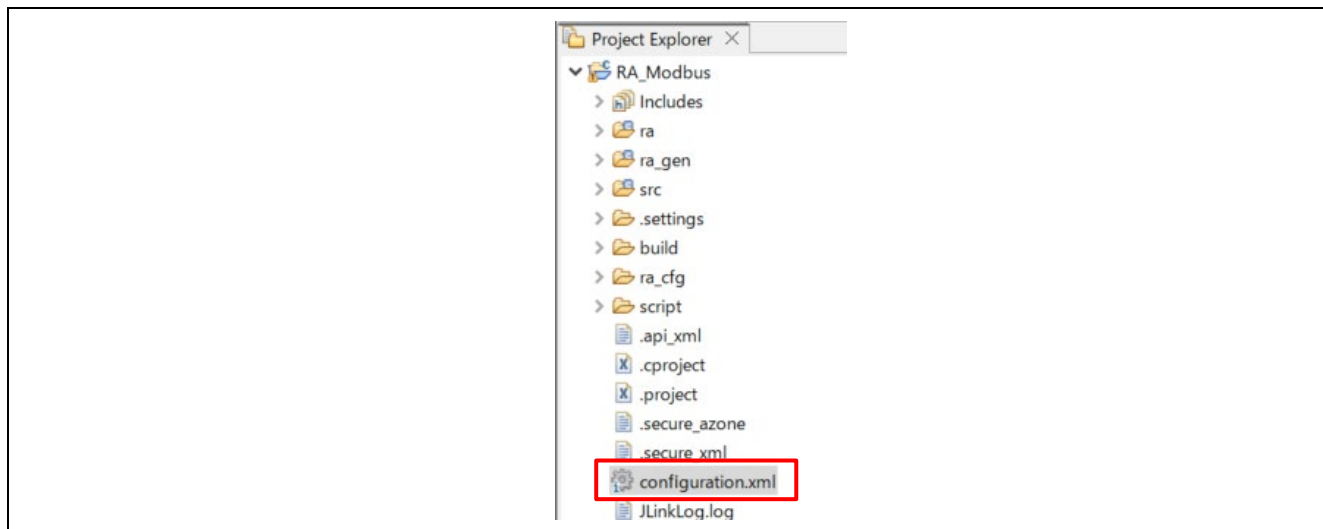 Project Explorer
RA_Modbus
Includes
ra
ra_gen
src
.settings
build
ra_cfg
script
.api_xml
.cproject
.project
.secure_azone
.secure_xml
configuration.xml
JLinkLog.log